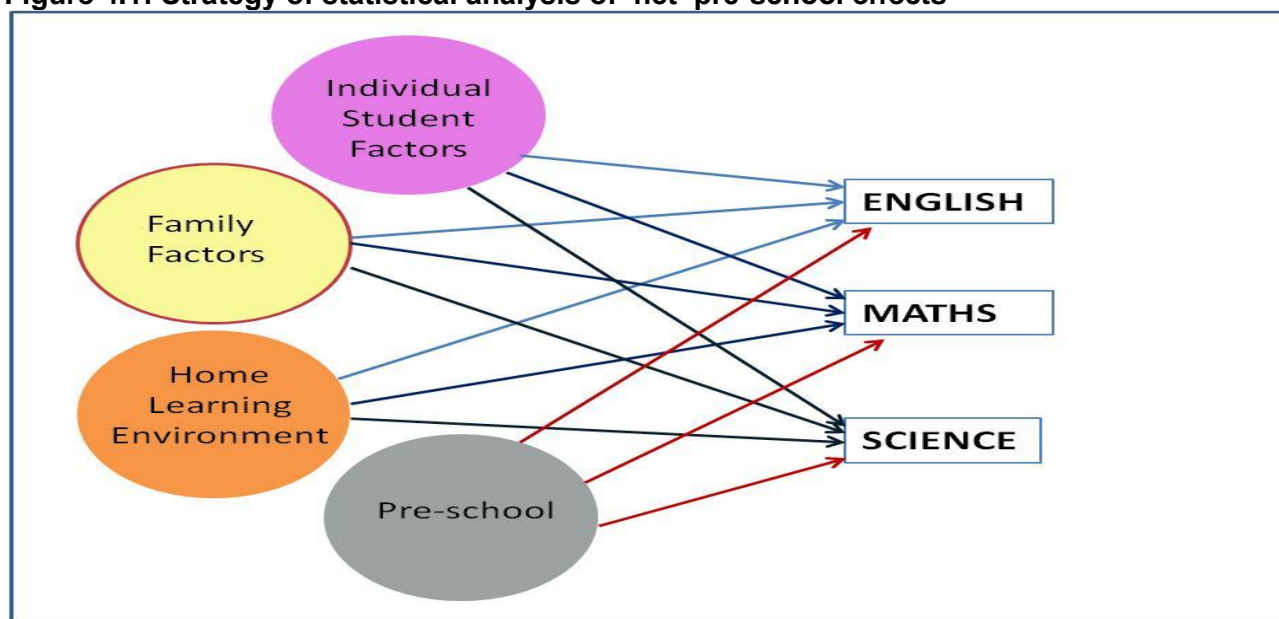 Figure 4.1: Strategy of statistical analysis of 'net' pre-school effects
Individual
Student
Factors
Family
Factors
Home
Learning
Environment
Pre-school
ENGLISH
MATHS
SCIENCE